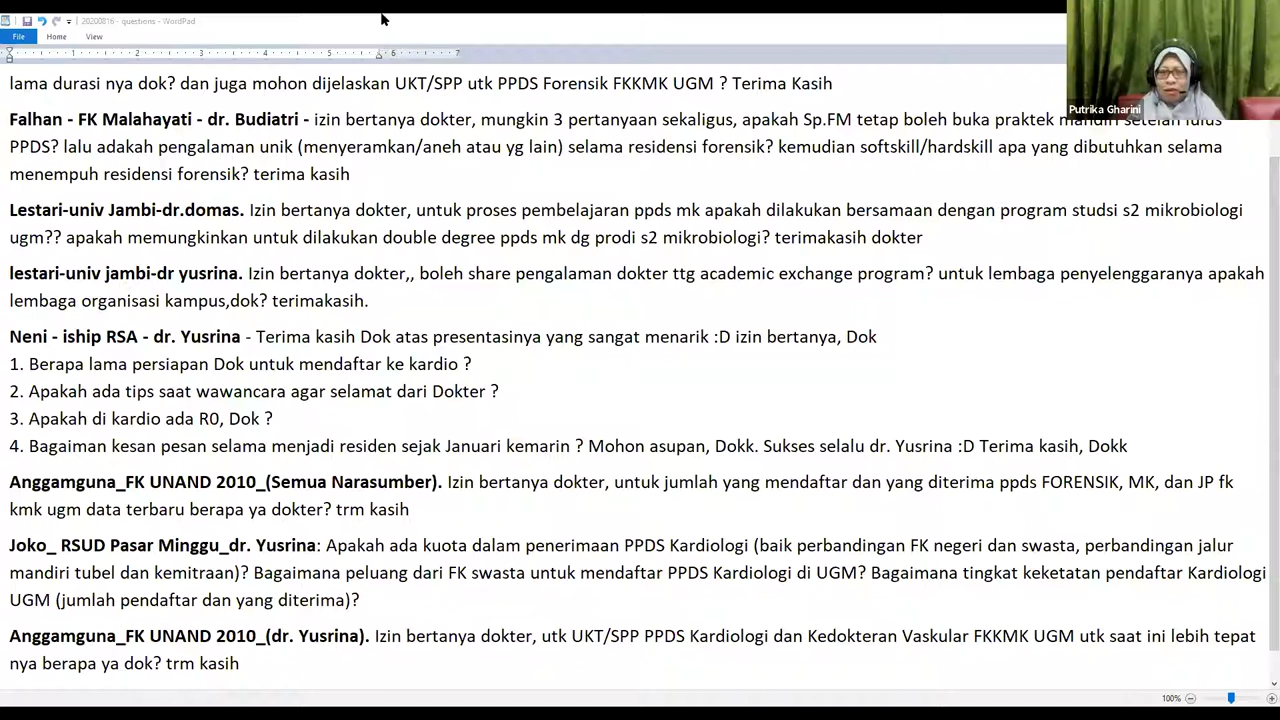 20200816 - questions - WordPad
File Home View
1 2 3 4 5 6 7
lama durasi nya dok? dan juga mohon dijelaskan UKT/SPP utk PPDS Forensik FKKMK UGM ? Terima Kasih
Putrika Gharini
Falhan - FK Malahayati - dr. Budiatri - izin bertanya dokter, mungkin 3 pertanyaan sekaligus, apakah Sp.FM tetap boleh buka praktek mandiri setelah lulus
PPDS? lalu adakah pengalaman unik (menyeramkan/aneh atau yg lain) selama residensi forensik? kemudian softskill/hardskill apa yang dibutuhkan selama
menempuh residensi forensik? terima kasih
Lestari-univ Jambi-dr.domas. Izin bertanya dokter, untuk proses pembelajaran ppds mk apakah dilakukan bersamaan dengan program studsi s2 mikrobiologi
ugm?? apakah memungkinkan untuk dilakukan double degree ppds mk dg prodi s2 mikrobiologi? terimakasih dokter
lestari-univ jambi-dr yusrina. Izin bertanya dokter,, boleh share pengalaman dokter ttg academic exchange program? untuk lembaga penyelenggaranya apakah
lembaga organisasi kampus,dok? terimakasih.
Neni - iship RSA - dr. Yusrina - Terima kasih Dok atas presentasinya yang sangat menarik :D izin bertanya, Dok
1. Berapa lama persiapan Dok untuk mendaftar ke kardio ?
2. Apakah ada tips saat wawancara agar selamat dari Dokter ?
3. Apakah di kardio ada R0, Dok ?
4. Bagaiman kesan pesan selama menjadi residen sejak Januari kemarin ? Mohon asupan, Dokk. Sukses selalu dr. Yusrina :D Terima kasih, Dokk
Anggamguna_FK UNAND 2010_(Semua Narasumber). Izin bertanya dokter, untuk jumlah yang mendaftar dan yang diterima ppds FORENSIK, MK, dan JP fk
kmk ugm data terbaru berapa ya dokter? trm kasih
Joko_ RSUD Pasar Minggu_dr. Yusrina: Apakah ada kuota dalam penerimaan PPDS Kardiologi (baik perbandingan FK negeri dan swasta, perbandingan jalur
mandiri tubel dan kemitraan)? Bagaimana peluang dari FK swasta untuk mendaftar PPDS Kardiologi di UGM? Bagaimana tingkat keketatan pendaftar Kardiologi
UGM (jumlah pendaftar dan yang diterima)?
Anggamguna_FK UNAND 2010_(dr. Yusrina). Izin bertanya dokter, utk UKT/SPP PPDS Kardiologi dan Kedokteran Vaskular FKKMK UGM utk saat ini lebih tepat
nya berapa ya dok? trm kasih
100%